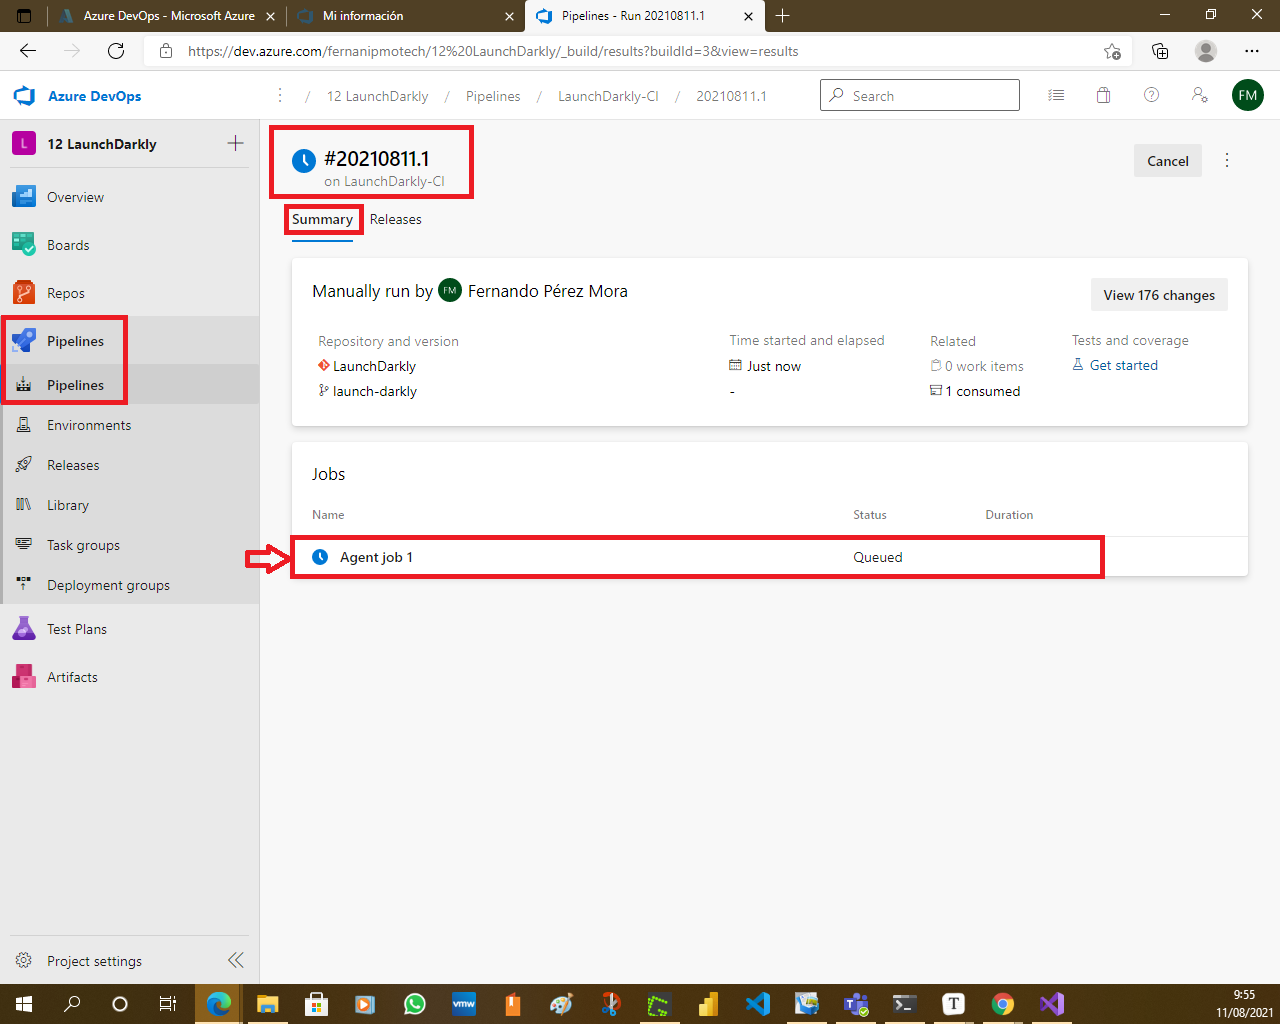 Azure DevOps - Microsoft Azure
Mi información
Pipelines - Run 20210811.1
https://dev.azure.com/fernanipmotech/12%20LaunchDarkly/_build/results?buildId=3&view=results
Azure DevOps
/ 12 LaunchDarkly / Pipelines / LaunchDarkly-CI / 20210811.1
Search
FM
L
12 LaunchDarkly
Overview
Boards
Repos
Pipelines
Pipelines
Environments
Releases
Library
Task groups
Deployment groups
Test Plans
Artifacts
Project settings
#20210811.1
on LaunchDarkly-CI
Cancel
Summary
Releases
Manually run by FM Fernando Pérez Mora
View 176 changes
Repository and version
LaunchDarkly
launch-darkly
Time started and elapsed
Just now
-
Related
0 work items
1 consumed
Tests and coverage
Get started
Jobs
Name
Status
Duration
Agent job 1
Queued
vmw
T
9:55
11/08/2021